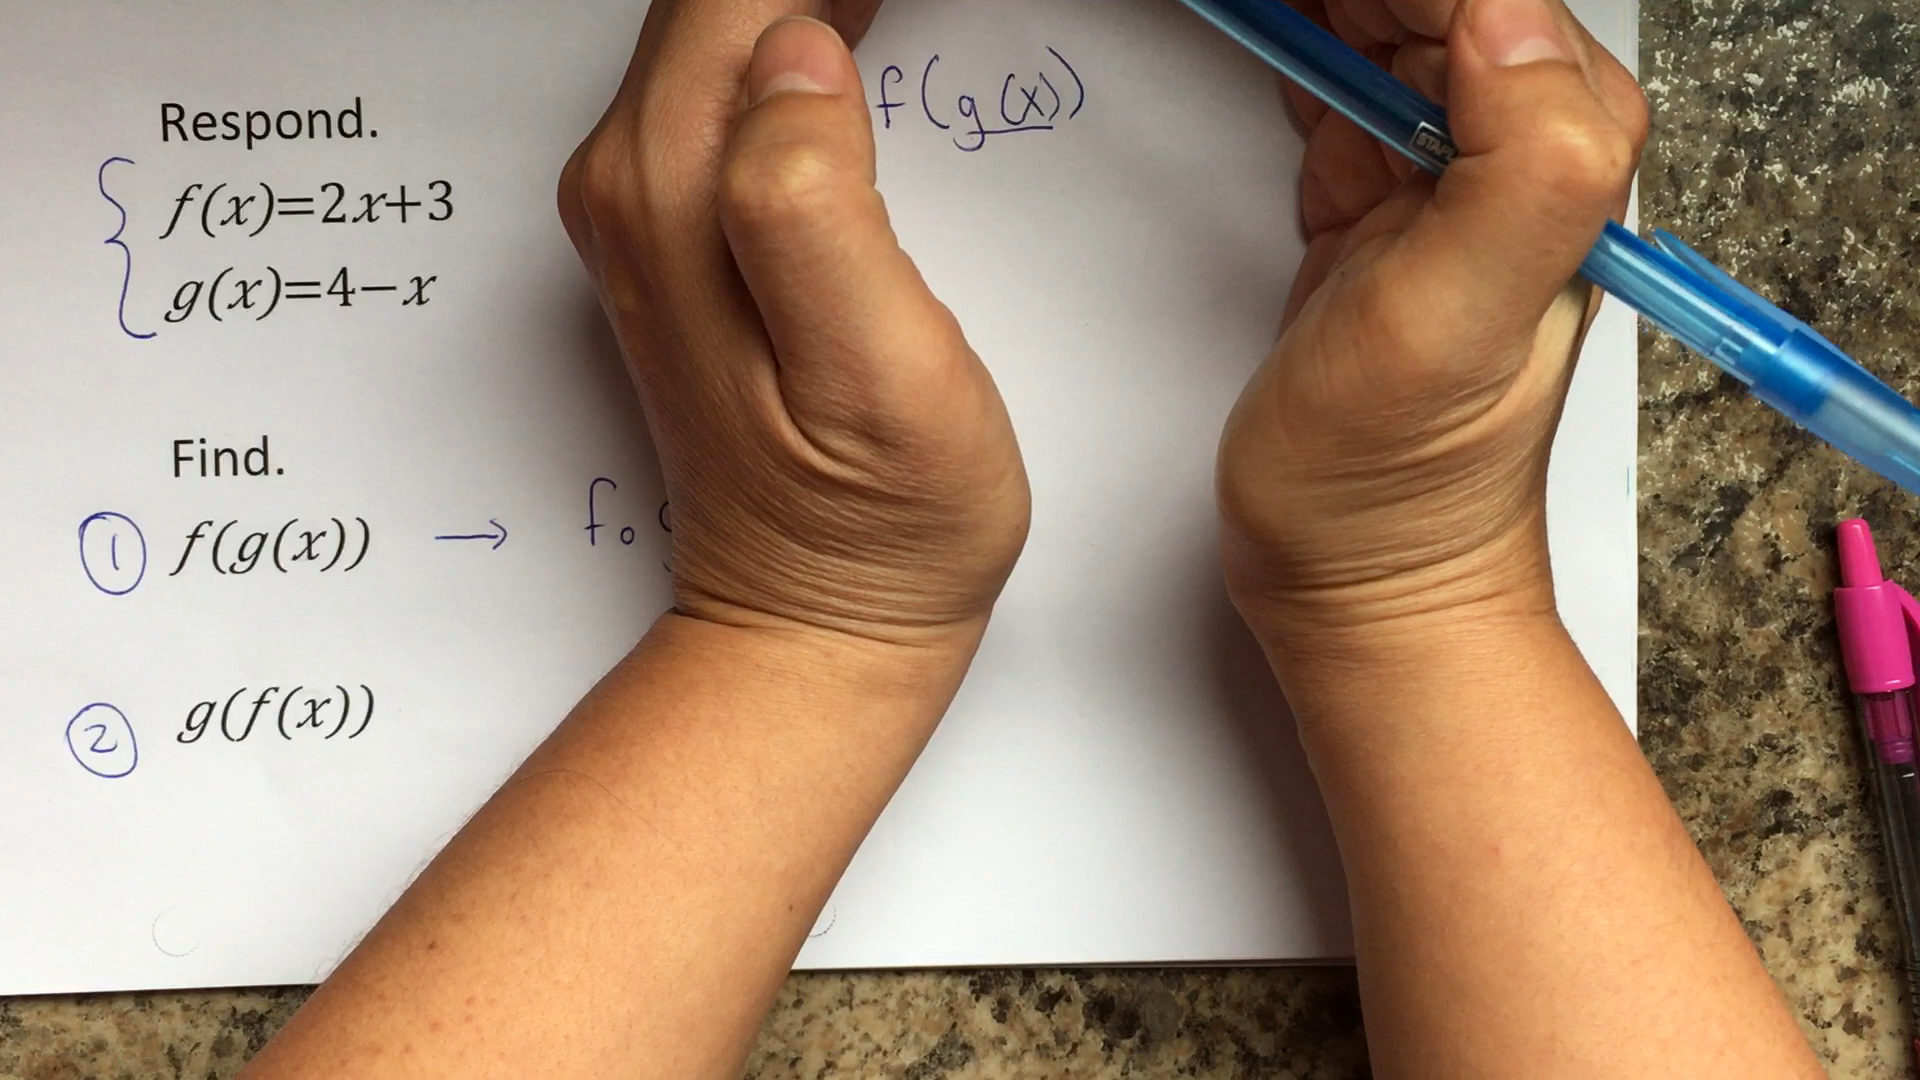 Respond.
f(x)=2x+3
g(x)=4−x
f(g(x))
Find.
① f(g(x)) → f∘
② g(f(x))